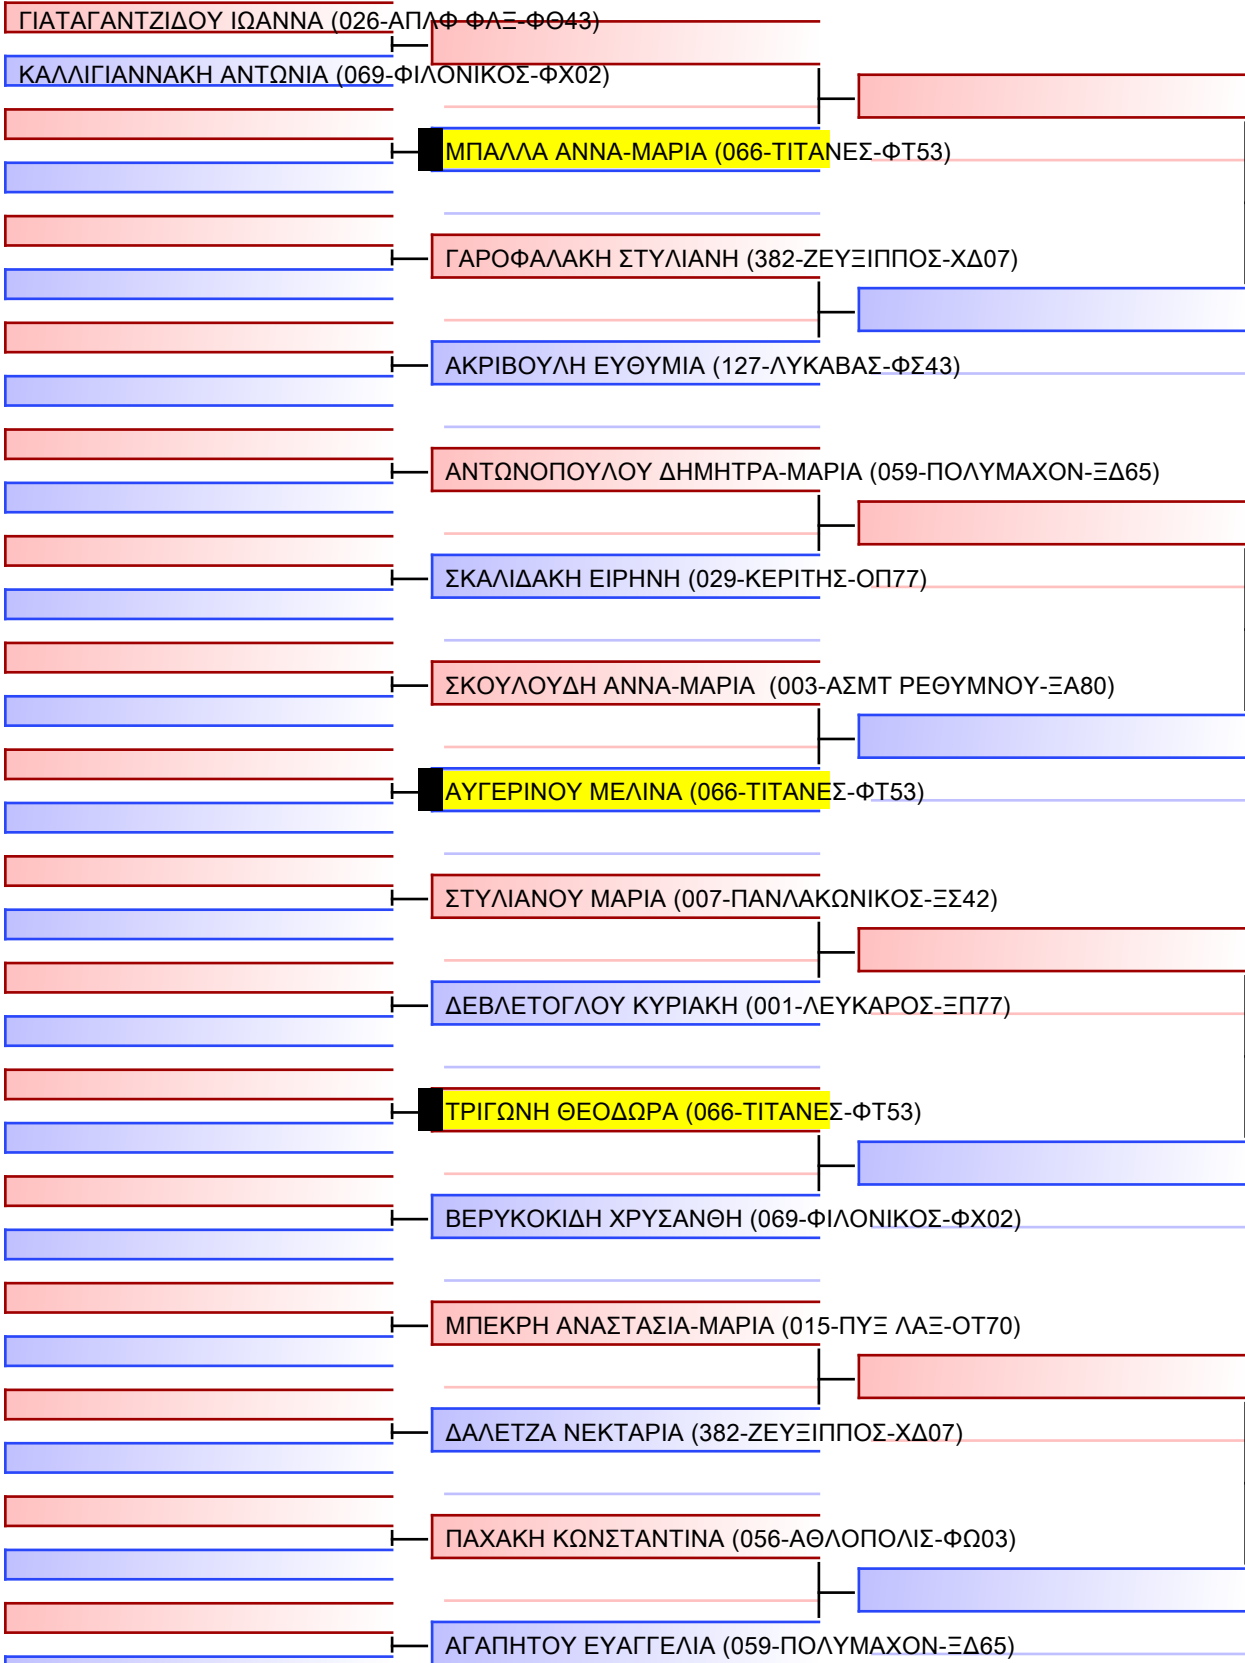 ΓΙΑΤΑΓΑΝΤΖΙΔΟΥ ΙΩΑΝΝΑ (026-ΑΠΛΦ ΦΛΞ-ΦΘ43)
ΚΑΛΛΙΓΙΑΝΝΑΚΗ ΑΝΤΩΝΙΑ (069-ΦΙΛΟΝΙΚΟΣ-ΦΧ02)
ΜΠΑΛΛΑ ΑΝΝΑ-ΜΑΡΙΑ (066-ΤΙΤΑΝΕΣ-ΦΤ53)
ΓΑΡΟΦΑΛΑΚΗ ΣΤΥΛΙΑΝΗ (382-ΖΕΥΞΙΠΠΟΣ-ΧΔ07)
ΑΚΡΙΒΟΥΛΗ ΕΥΘΥΜΙΑ (127-ΛΥΚΑΒΑΣ-ΦΣ43)
ΑΝΤΩΝΟΠΟΥΛΟΥ ΔΗΜΗΤΡΑ-ΜΑΡΙΑ (059-ΠΟΛΥΜΑΧΟΝ-ΞΔ65)
ΣΚΑΛΙΔΑΚΗ ΕΙΡΗΝΗ (029-ΚΕΡΙΤΗΣ-ΟΠ77)
ΣΚΟΥΛΟΥΔΗ ΑΝΝΑ-ΜΑΡΙΑ  (003-ΑΣΜΤ ΡΕΘΥΜΝΟΥ-ΞΑ80)
ΑΥΓΕΡΙΝΟΥ ΜΕΛΙΝΑ (066-ΤΙΤΑΝΕΣ-ΦΤ53)
ΣΤΥΛΙΑΝΟΥ ΜΑΡΙΑ (007-ΠΑΝΛΑΚΩΝΙΚΟΣ-ΞΣ42)
ΔΕΒΛΕΤΟΓΛΟΥ ΚΥΡΙΑΚΗ (001-ΛΕΥΚΑΡΟΣ-ΞΠ77)
ΤΡΙΓΩΝΗ ΘΕΟΔΩΡΑ (066-ΤΙΤΑΝΕΣ-ΦΤ53)
ΒΕΡΥΚΟΚΙΔΗ ΧΡΥΣΑΝΘΗ (069-ΦΙΛΟΝΙΚΟΣ-ΦΧ02)
ΜΠΕΚΡΗ ΑΝΑΣΤΑΣΙΑ-ΜΑΡΙΑ (015-ΠΥΞ ΛΑΞ-ΟΤ70)
ΔΑΛΕΤΖΑ ΝΕΚΤΑΡΙΑ (382-ΖΕΥΞΙΠΠΟΣ-ΧΔ07)
ΠΑΧΑΚΗ ΚΩΝΣΤΑΝΤΙΝΑ (056-ΑΘΛΟΠΟΛΙΣ-ΦΩ03)
ΑΓΑΠΗΤΟΥ ΕΥΑΓΓΕΛΙΑ (059-ΠΟΛΥΜΑΧΟΝ-ΞΔ65)